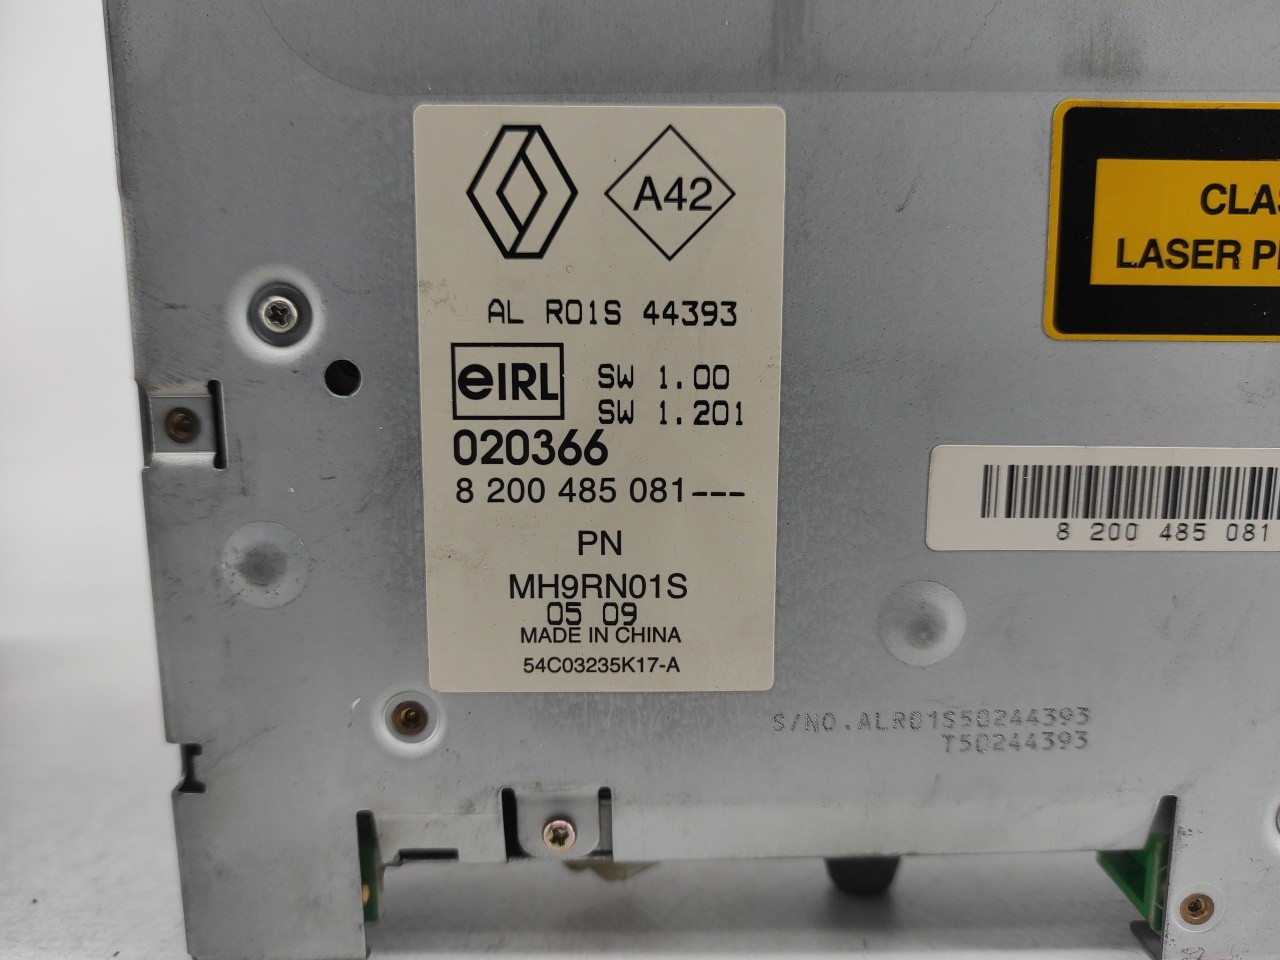 A42
AL R01S 44393
eIRL
SW 1.00
SW 1.201
020366
8 200 485 081---
PN
MH9RN01S
05 09
MADE IN CHINA
54C03235K17-A
LASER
8 200 485 081
S/NO.ALR01S50244393
T50244393